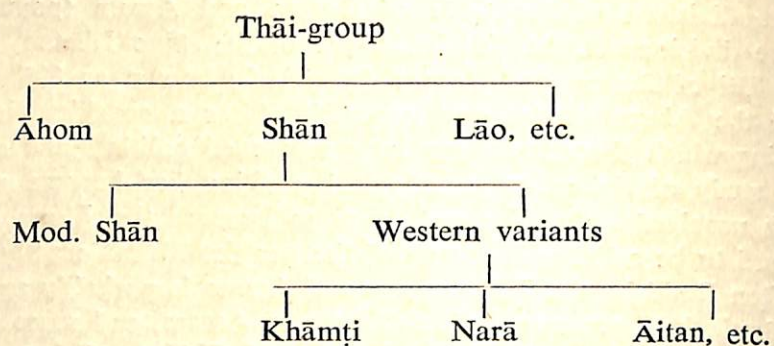 Thāi-group
Āhom Shān Lāo, etc.
Mod. Shān Western variants
Khāmṭi Narā Āitan, etc.